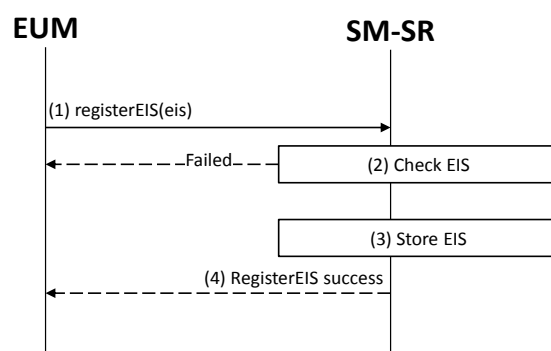 EUM
SM-SR
(1) registerEIS(eis)
Failed
(2) Check EIS
(3) Store EIS
(4) RegisterEIS success